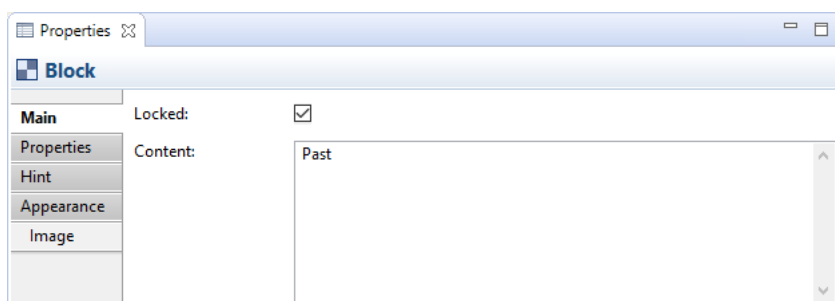 Properties
Block
Main
Locked:
Properties
Content:
Past
Hint
Appearance
Image